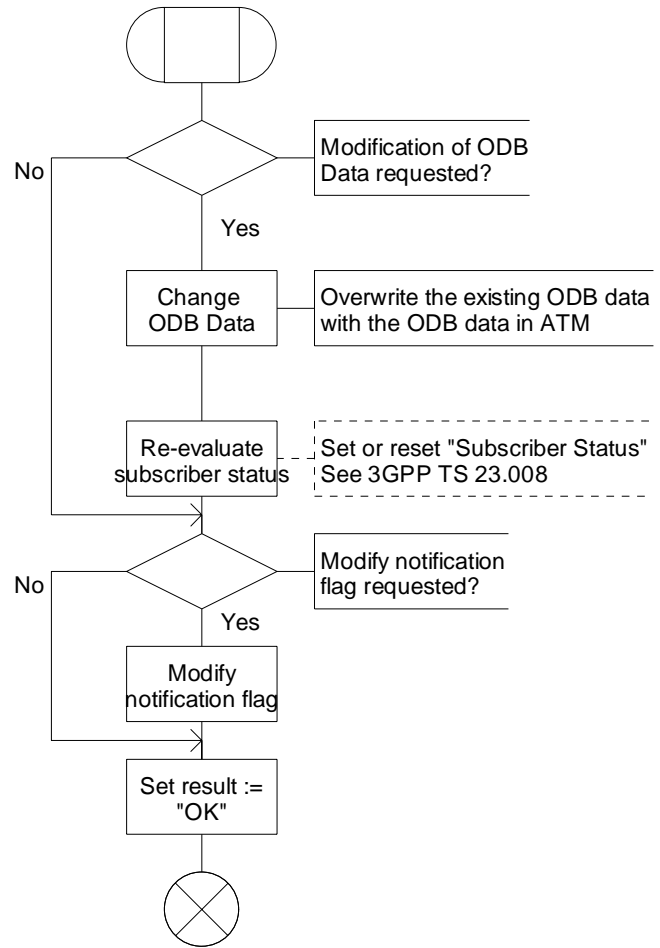 Modification of ODB
Data requested?
No
Yes
Change
ODB Data
Overwrite the existing ODB data
with the ODB data in ATM
Re-evaluate
subscriber status
Set or reset "Subscriber Status"
See 3GPP TS 23.008
Modify notification
flag requested?
No
Yes
Modify
notification flag
Set result :=
"OK"